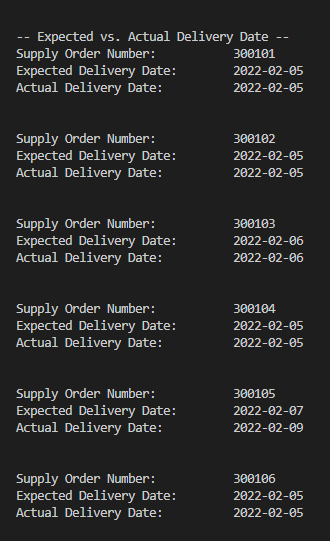 -- Expected vs. Actual Delivery Date --
Supply Order Number: 300101
Expected Delivery Date: 2022-02-05
Actual Delivery Date: 2022-02-05
Supply Order Number: 300102
Expected Delivery Date: 2022-02-05
Actual Delivery Date: 2022-02-05
Supply Order Number: 300103
Expected Delivery Date: 2022-02-06
Actual Delivery Date: 2022-02-06
Supply Order Number: 300104
Expected Delivery Date: 2022-02-05
Actual Delivery Date: 2022-02-05
Supply Order Number: 300105
Expected Delivery Date: 2022-02-07
Actual Delivery Date: 2022-02-09
Supply Order Number: 300106
Expected Delivery Date: 2022-02-05
Actual Delivery Date: 2022-02-05